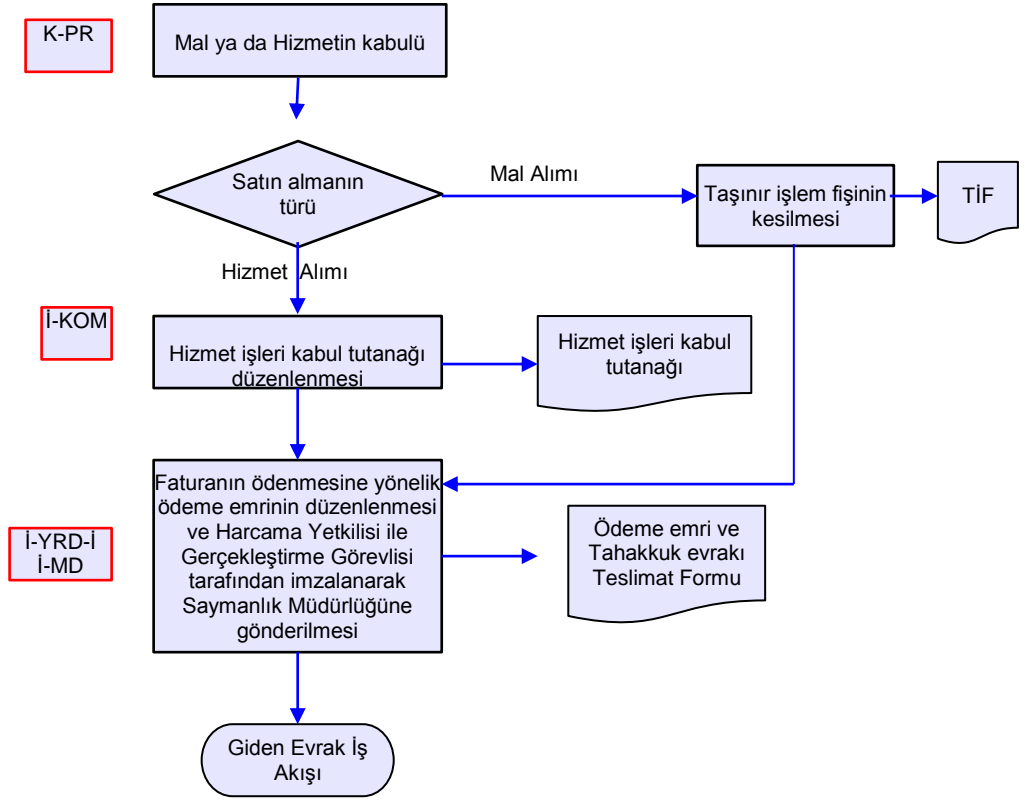 K-PR
Mal ya da Hizmetin kabulü
Satın almanın
türü
Mal Alımı
Taşınır işlem fişinin
kesilmesi
TİF
Hizmet Alımı
İ-KOM
Hizmet işleri kabul tutanağı
düzenlenmesi
Hizmet işleri kabul
tutanağı
Faturanın ödenmesine yönelik
ödeme emrinin düzenlenmesi
ve Harcama Yetkilisi ile
Gerçekleştirme Görevlisi
tarafından imzalanarak
Saymanlık Müdürlüğüne
gönderilmesi
İ-YRD-İ
İ-MD
Ödeme emri ve
Tahakkuk evrakı
Teslimat Formu
Giden Evrak İş
Akışı